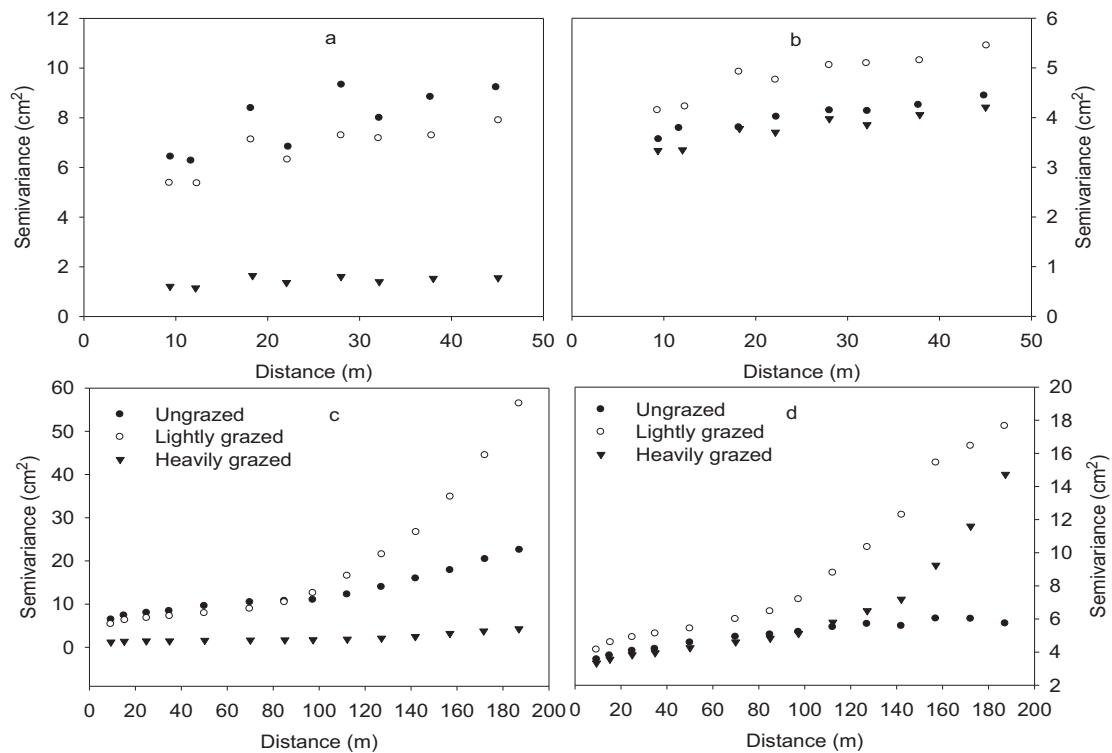 a
Semivariance (cm²)
12
10
8
6
4
2
0
0 10 20 30 40 50
Distance (m)
b
6
5
4
3
2
1
0
Semivariance (cm²)
0 10 20 30 40 50
Distance (m)
c
Ungrazed
Lightly grazed
Heavily grazed
Semivariance (cm²)
60
50
40
30
20
10
0
0 20 40 60 80 100 120 140 160 180 200
Distance (m)
d
Ungrazed
Lightly grazed
Heavily grazed
20
18
16
14
12
10
8
6
4
2
Semivariance (cm²)
0 20 40 60 80 100 120 140 160 180 200
Distance (m)